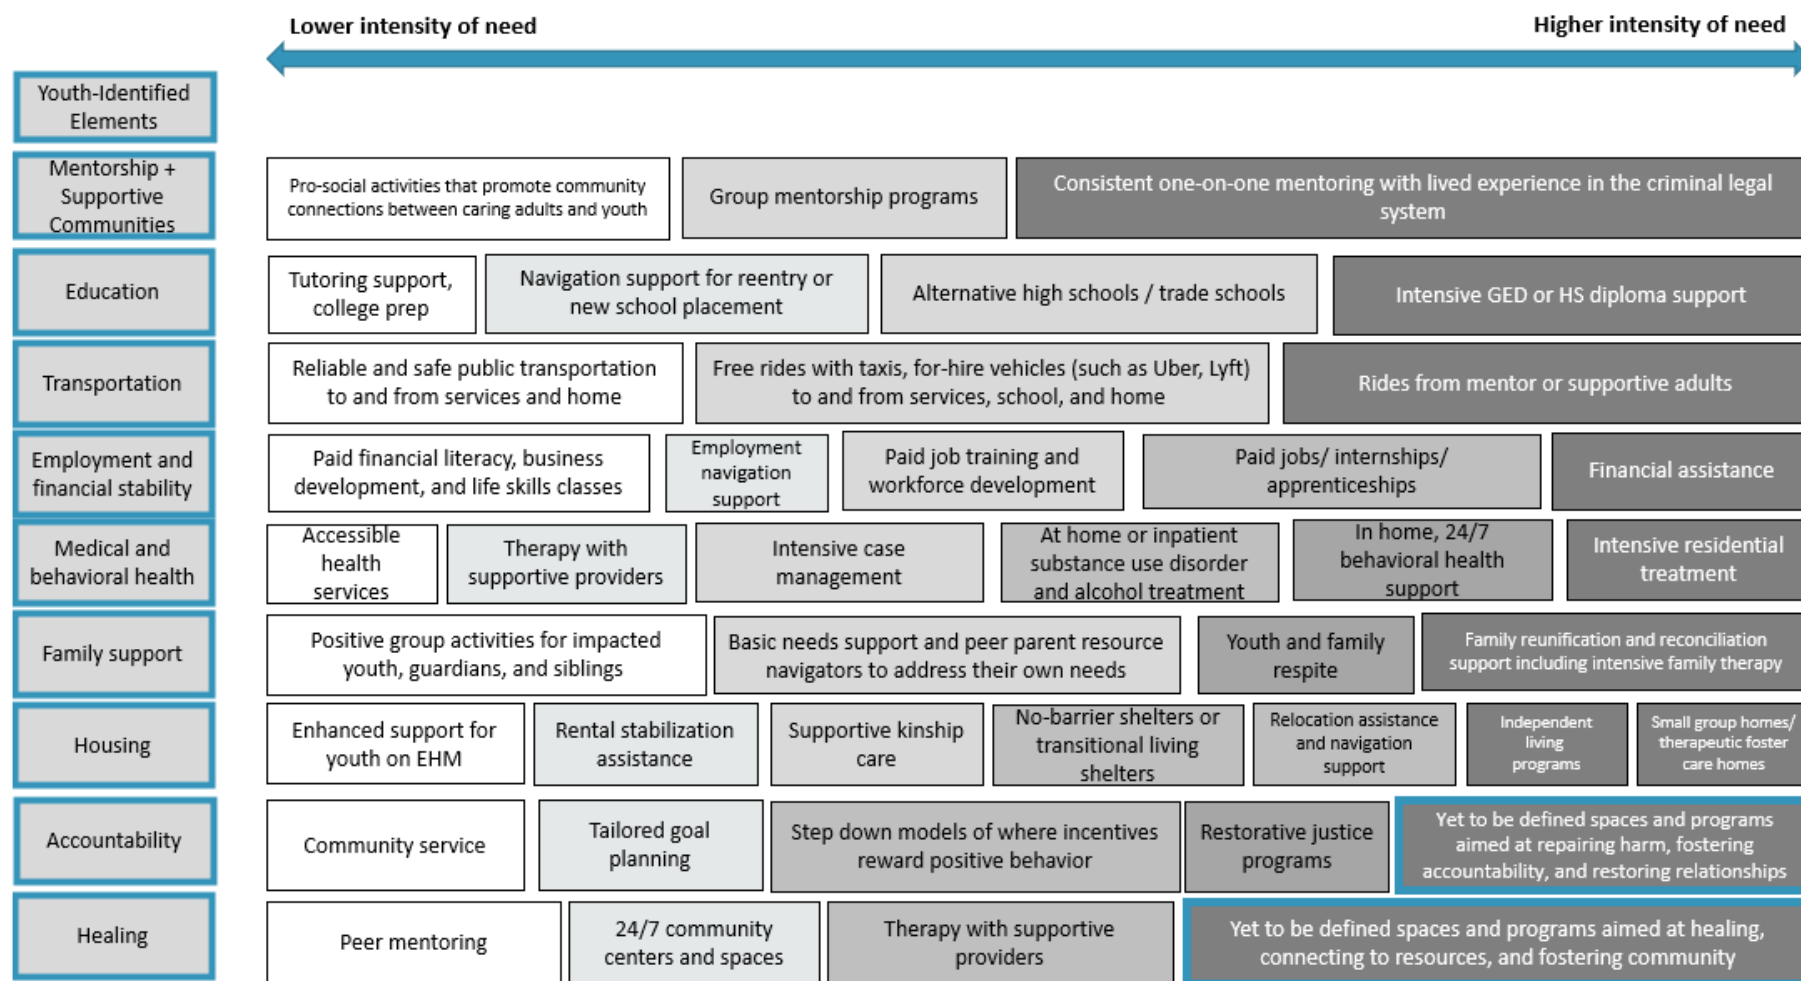 Lower intensity of need
Higher intensity of need
Youth-Identified
Elements
Mentorship +
Supportive
Communities
Pro-social activities that promote community
connections between caring adults and youth
Group mentorship programs
Consistent one-on-one mentoring with lived experience in the criminal legal
system
Education
Tutoring support,
college prep
Navigation support for reentry or
new school placement
Alternative high schools / trade schools
Intensive GED or HS diploma support
Transportation
Reliable and safe public transportation
to and from services and home
Free rides with taxis, for-hire vehicles (such as Uber, Lyft)
to and from services, school, and home
Rides from mentor or supportive adults
Employment and
financial stability
Paid financial literacy, business
development, and life skills classes
Employment
navigation
support
Paid job training and
workforce development
Paid jobs/ internships/
apprenticeships
Financial assistance
Medical and
behavioral health
Accessible
health
services
Therapy with
supportive providers
Intensive case
management
At home or inpatient
substance use disorder
and alcohol treatment
In home, 24/7
behavioral health
support
Intensive residential
treatment
Family support
Positive group activities for impacted
youth, guardians, and siblings
Basic needs support and peer parent resource
navigators to address their own needs
Youth and family
respite
Family reunification and reconciliation
support including intensive family therapy
Housing
Enhanced support for
youth on EHM
Rental stabilization
assistance
Supportive kinship
care
No-barrier shelters or
transitional living
shelters
Relocation assistance
and navigation
support
Independent
living
programs
Small group homes/
therapeutic foster
care homes
Accountability
Community service
Tailored goal
planning
Step down models of where incentives
reward positive behavior
Restorative justice
programs
Yet to be defined spaces and programs
aimed at repairing harm, fostering
accountability, and restoring relationships
Healing
Peer mentoring
24/7 community
centers and spaces
Therapy with supportive
providers
Yet to be defined spaces and programs aimed at healing,
connecting to resources, and fostering community